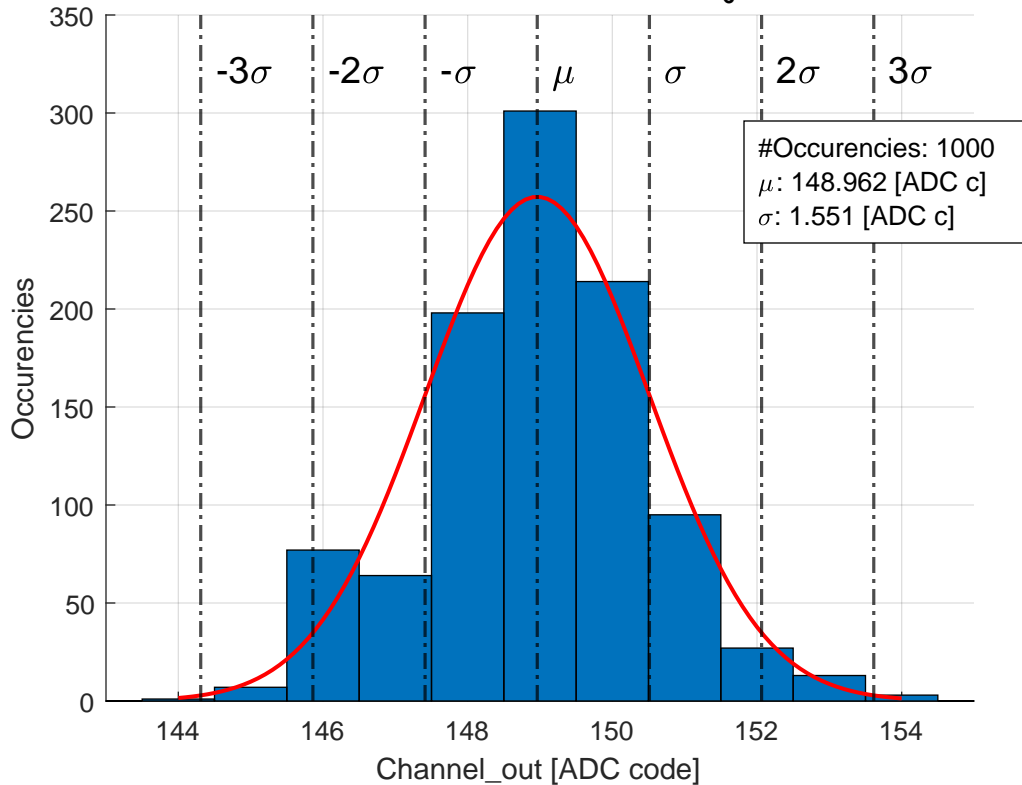 350
300
250
200
150
100
50
0
Occurencies
-3σ -2σ -σ μ σ 2σ 3σ
#Occurencies: 1000
μ: 148.962 [ADC c]
σ: 1.551 [ADC c]
144 146 148 150 152 154
Channel_out [ADC code]